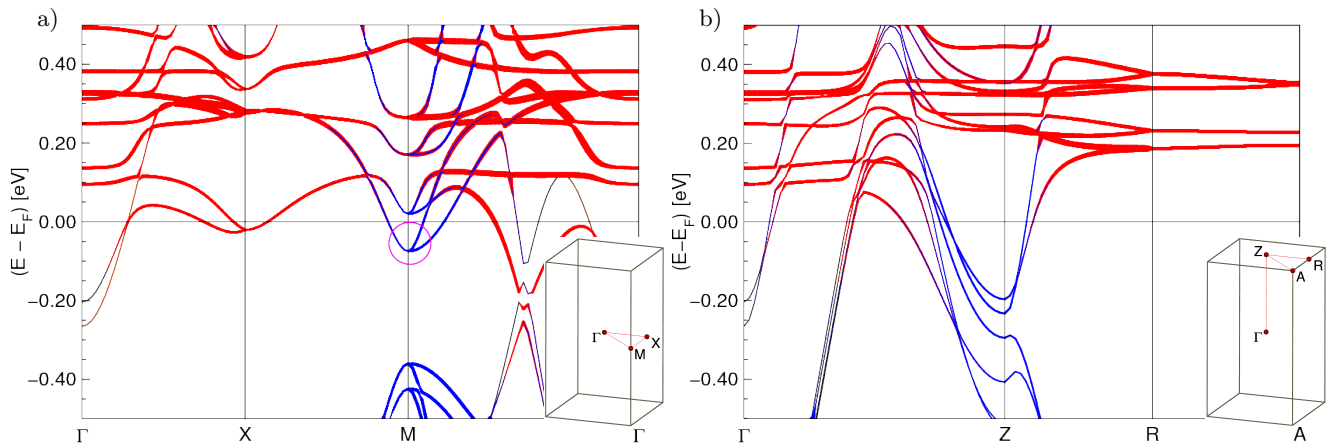 a)
(E − E_F) [eV]
0.40
0.20
0.00
−0.20
−0.40
Γ
X
M
Γ
Γ
X
M
b)
(E−E_F) [eV]
0.40
0.20
0.00
−0.20
−0.40
Γ
Z
R
A
Z
R
A
Γ